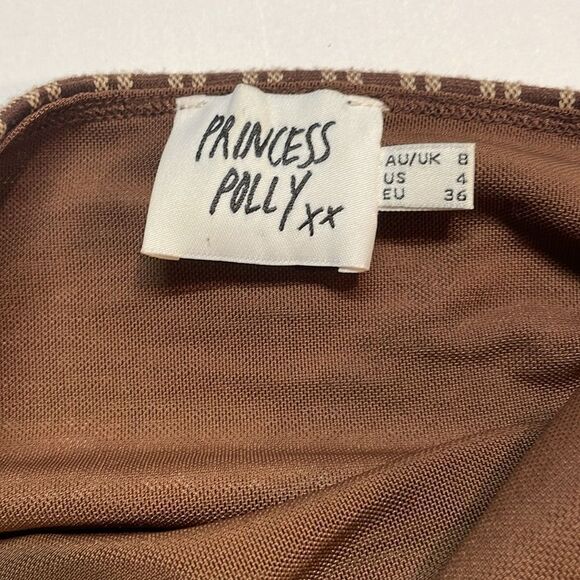 PRINCESS
POLLY xx
AU/UK 8
US 4
EU 36